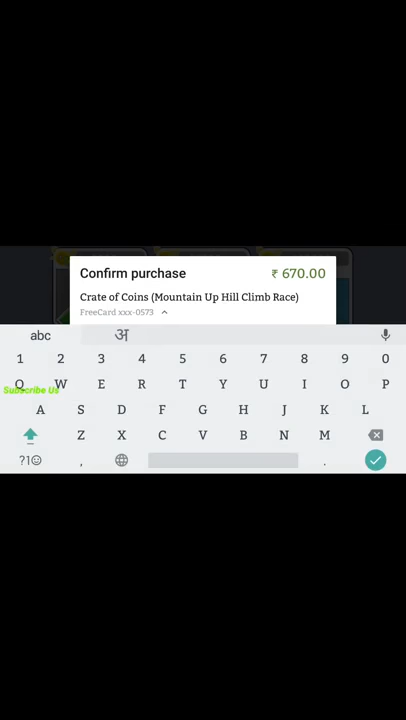 Confirm purchase ₹ 670.00
Crate of Coins (Mountain Up Hill Climb Race)
FreeCard xxx-0573
abc अ
1 2 3 4 5 6 7 8 9 0
Q W E R T Y U I O P
Subscribe Us
A S D F G H J K L
Z X C V B N M
?1☺ , .